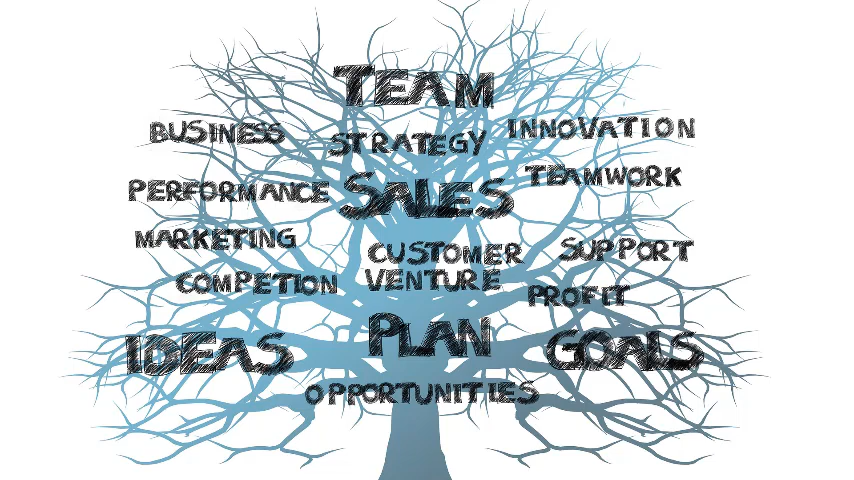 TEAM
BUSINESS
STRATEGY
INNOVATION
PERFORMANCE
SALES
TEAMWORK
MARKETING
CUSTOMER
SUPPORT
COMPETION
VENTURE
PROFIT
IDEAS
PLAN
GOALS
OPPORTUNITIES